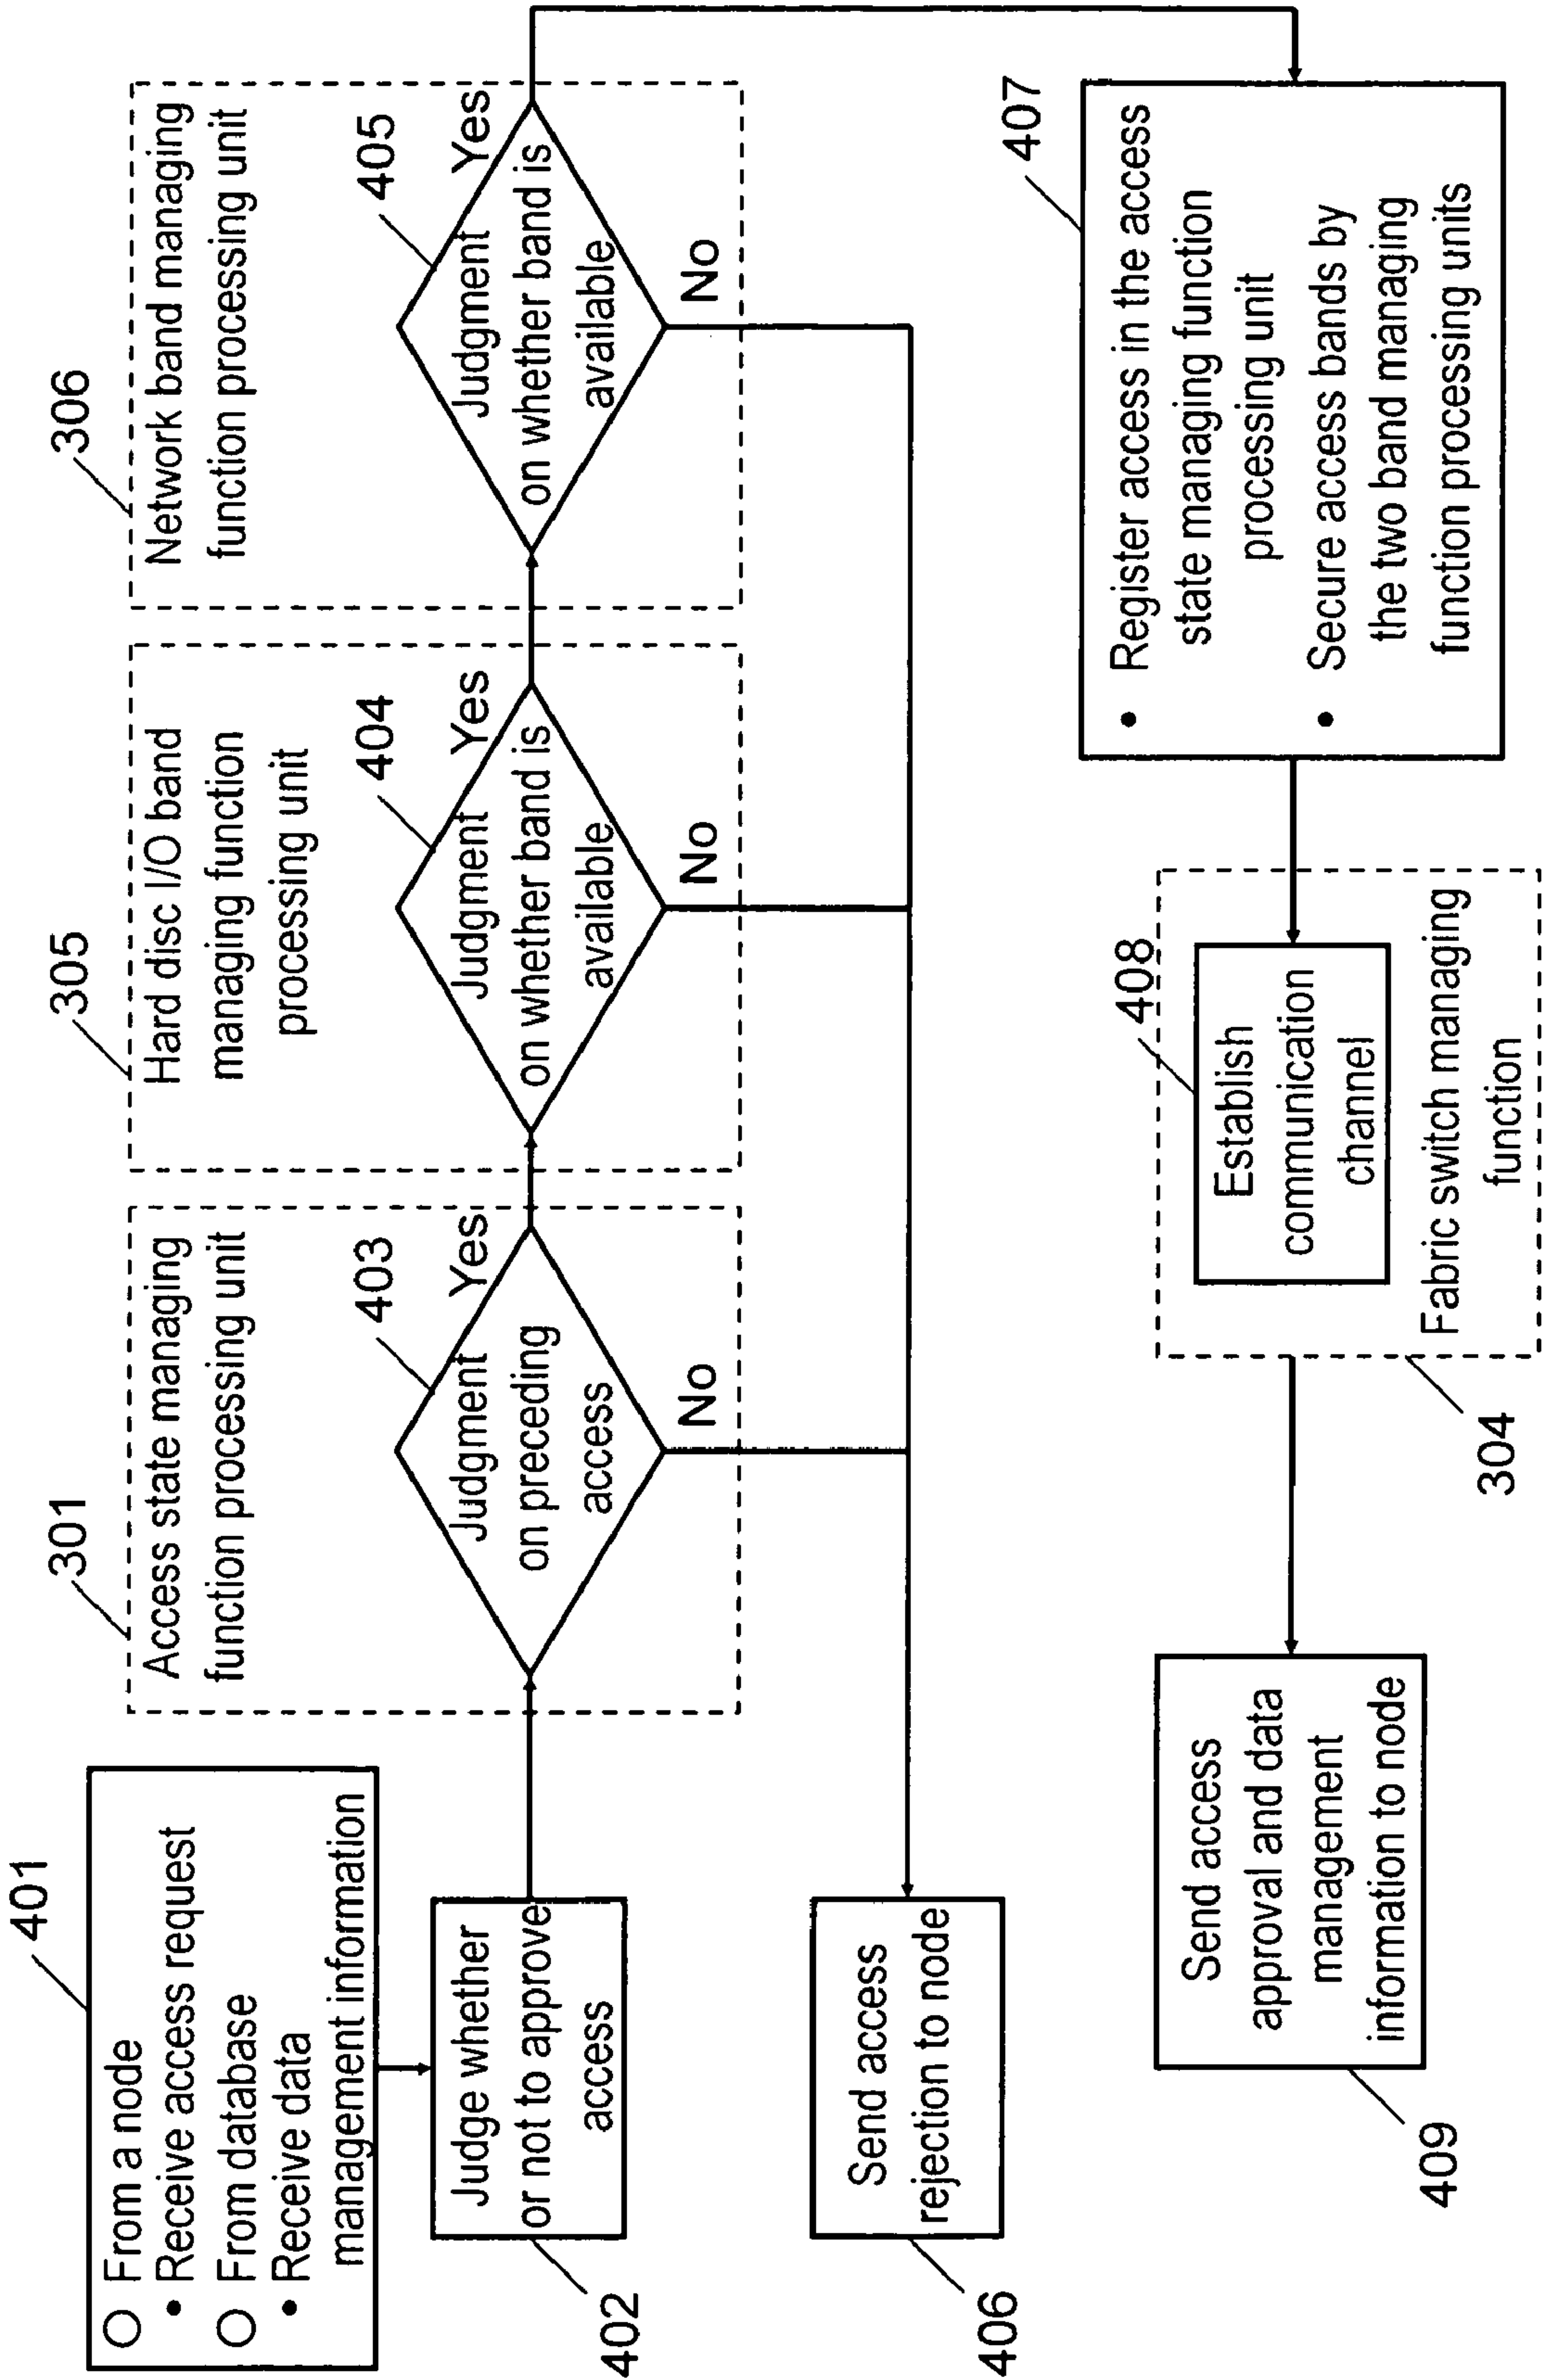 401
○ From a node
• Receive access request
○ From database
• Receive data
management information
402
Judge whether
or not to approve
access
301
Access state managing
function processing unit
403
Judgment
on preceding
access
Yes
No
305
Hard disc I/O band
managing function
processing unit
404
Judgment
on whether band is
available
Yes
No
306
Network band managing
function processing unit
405
Judgment
on whether band is
available
Yes
No
406
Send access
rejection to node
407
• Register access in the access
state managing function
processing unit
• Secure access bands by
the two band managing
function processing units
408
Establish
communication
channel
Fabric switch managing
function
304
409
Send access
approval and data
management
information to node